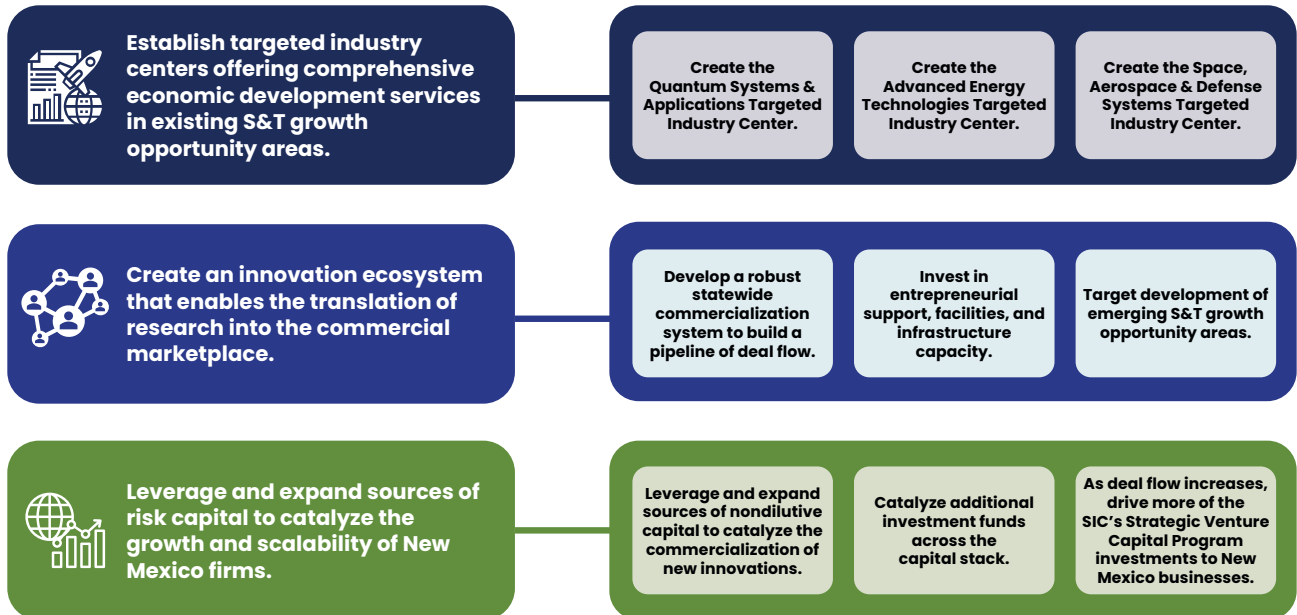 Establish targeted industry
centers offering comprehensive
economic development services
in existing S&T growth
opportunity areas.
Create the
Quantum Systems &
Applications Targeted
Industry Center.
Create the
Advanced Energy
Technologies Targeted
Industry Center.
Create the Space,
Aerospace & Defense
Systems Targeted
Industry Center.
Create an innovation ecosystem
that enables the translation of
research into the commercial
marketplace.
Develop a robust
statewide
commercialization
system to build a
pipeline of deal flow.
Invest in
entrepreneurial
support, facilities, and
infrastructure
capacity.
Target development of
emerging S&T growth
opportunity areas.
Leverage and expand sources of
risk capital to catalyze the
growth and scalability of New
Mexico firms.
Leverage and expand
sources of nondilutive
capital to catalyze the
commercialization of
new innovations.
Catalyze additional
investment funds
across the
capital stack.
As deal flow increases,
drive more of the
SIC’s Strategic Venture
Capital Program
investments to New
Mexico businesses.